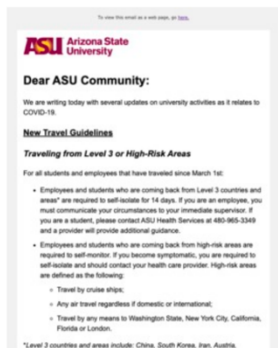 To view this email as a web page, go here.
ASU Arizona State
University
Dear ASU Community:
We are writing today with several updates on university activities as it relates to
COVID-19.
New Travel Guidelines
Traveling from Level 3 or High-Risk Areas
For all students and employees that have traveled since March 1st:
• Employees and students who are coming back from Level 3 countries and
areas* are required to self-isolate for 14 days. If you are an employee, you
must communicate your circumstances to your immediate supervisor. If
you are a student, please contact ASU Health Services at 480-965-3349
and a provider will provide additional guidance.
• Employees and students who are coming back from high-risk areas are
required to self-monitor. If you become symptomatic, you are required to
self-isolate and should contact your health care provider. High-risk areas
are defined as the following:
○ Travel by cruise ships;
○ Any air travel regardless if domestic or international;
○ Travel by any means to Washington State, New York City, California,
Florida or London.
*Level 3 countries and areas include: China, South Korea, Iran, Austria,